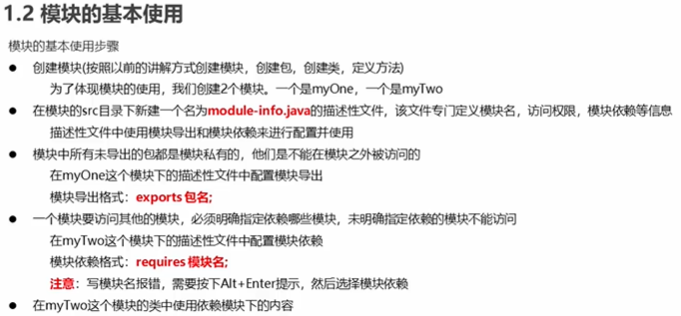 1.2 模块的基本使用
模块的基本使用步骤
● 创建模块(按照以前的讲解方式创建模块，创建包，创建类，定义方法)
为了体现模块的使用，我们创建2个模块。一个是myOne，一个是myTwo
● 在模块的src目录下新建一个名为module-info.java的描述性文件，该文件专门定义模块名，访问权限，模块依赖等信息
描述性文件中使用模块导出和模块依赖来进行配置并使用
● 模块中所有未导出的包都是模块私有的，他们是不能在模块之外被访问的
在myOne这个模块下的描述性文件中配置模块导出
模块导出格式：exports 包名;
● 一个模块要访问其他的模块，必须明确指定依赖哪些模块，未明确指定依赖的模块不能访问
在myTwo这个模块下的描述性文件中配置模块依赖
模块依赖格式：requires 模块名;
注意：写模块名报错，需要按下Alt+Enter提示，然后选择模块依赖
● 在myTwo这个模块的类中使用依赖模块下的内容